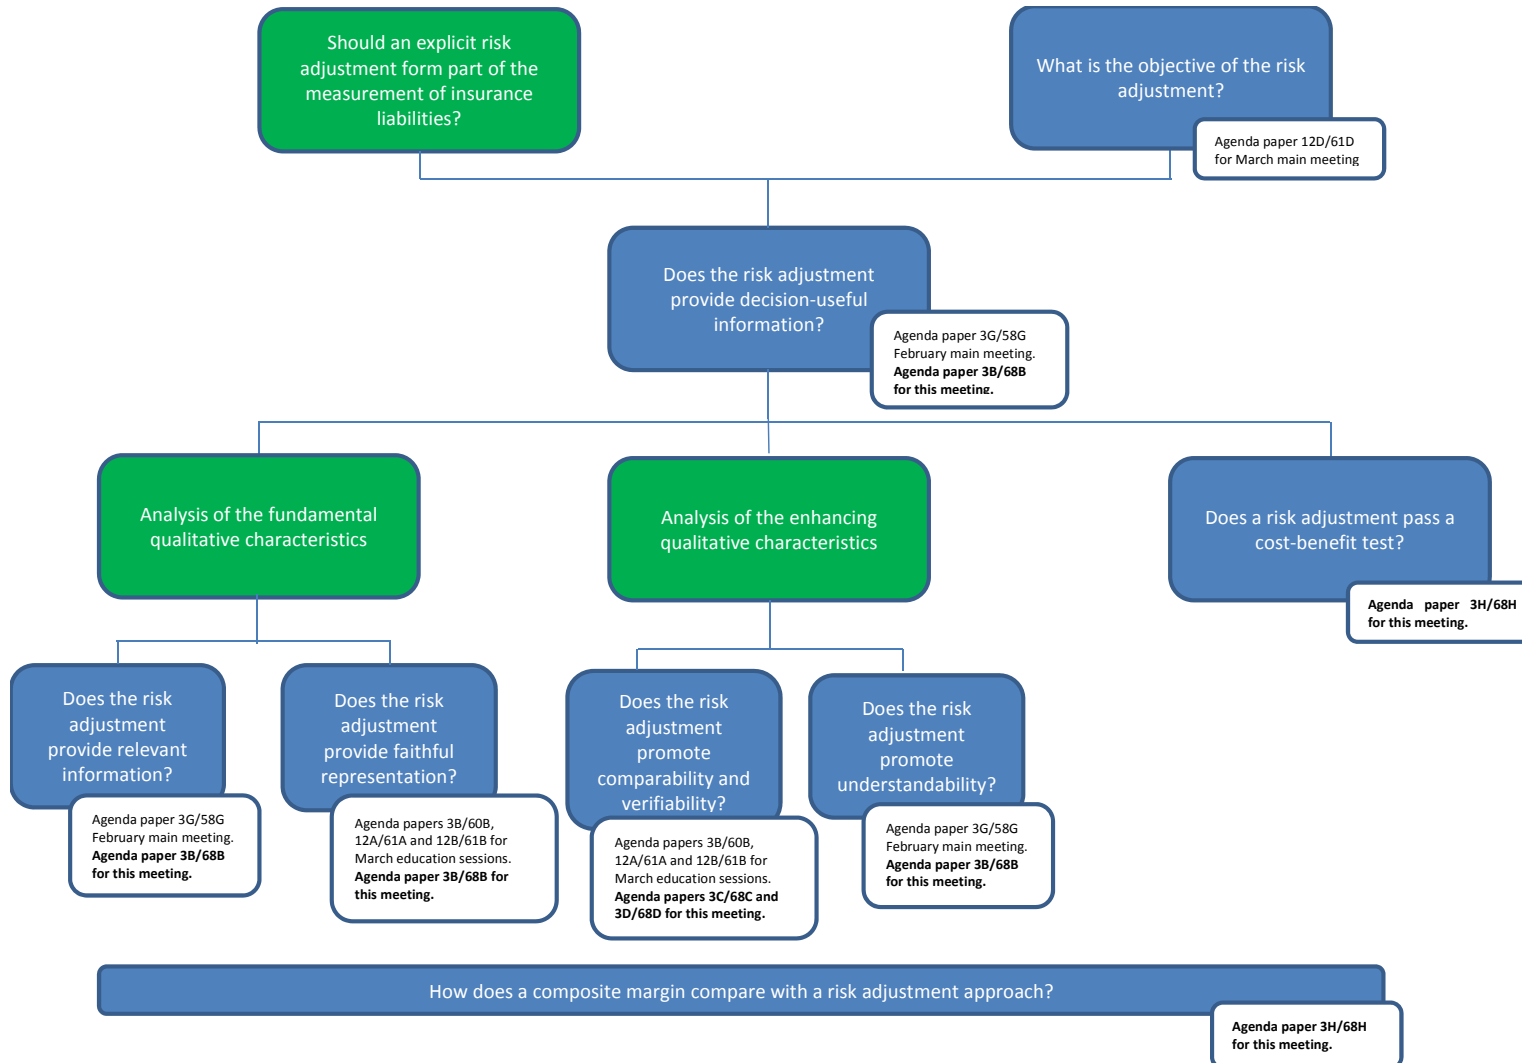 Should an explicit risk
adjustment form part of the
measurement of insurance
liabilities?
What is the objective of the risk
adjustment?
Agenda paper 12D/61D
for March main meeting
Does the risk adjustment
provide decision-useful
information?
Agenda paper 3G/58G
February main meeting.
Agenda paper 3B/68B
for this meeting.
Analysis of the fundamental
qualitative characteristics
Analysis of the enhancing
qualitative characteristics
Does a risk adjustment pass a
cost-benefit test?
Agenda paper 3H/68H
for this meeting.
Does the risk
adjustment
provide relevant
information?
Agenda paper 3G/58G
February main meeting.
Agenda paper 3B/68B
for this meeting.
Does the risk
adjustment
provide faithful
representation?
Agenda papers 3B/60B,
12A/61A and 12B/61B for
March education sessions.
Agenda paper 3B/68B for
this meeting.
Does the risk
adjustment
promote
comparability and
verifiability?
Agenda papers 3B/60B,
12A/61A and 12B/61B for
March education sessions.
Agenda papers 3C/68C and
3D/68D for this meeting.
Does the risk
adjustment
promote
understandability?
Agenda paper 3G/58G
February main meeting.
Agenda paper 3B/68B
for this meeting.
How does a composite margin compare with a risk adjustment approach?
Agenda paper 3H/68H
for this meeting.